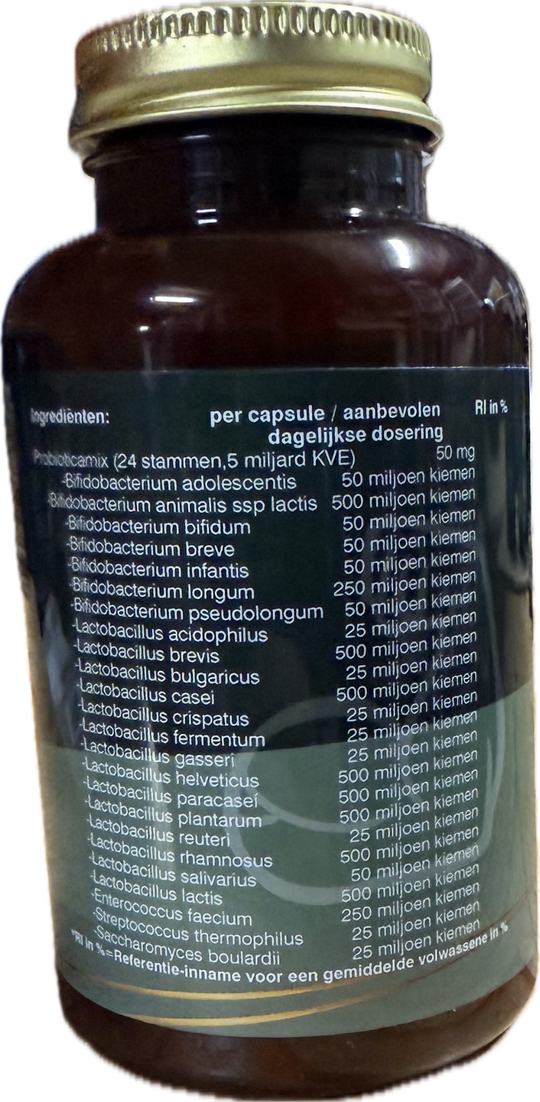 Ingrediënten: per capsule / aanbevolen RI in %
dagelijkse dosering
Probioticamix (24 stammen,5 miljard KVE) 50 mg
-Bifidobacterium adolescentis 50 miljoen kiemen
-Bifidobacterium animalis ssp lactis 500 miljoen kiemen
-Bifidobacterium bifidum 50 miljoen kiemen
-Bifidobacterium breve 50 miljoen kiemen
-Bifidobacterium infantis 50 miljoen kiemen
-Bifidobacterium longum 250 miljoen kiemen
-Bifidobacterium pseudolongum 50 miljoen kiemen
-Lactobacillus acidophilus 25 miljoen kiemen
-Lactobacillus brevis 500 miljoen kiemen
-Lactobacillus bulgaricus 25 miljoen kiemen
-Lactobacillus casei 500 miljoen kiemen
-Lactobacillus crispatus 25 miljoen kiemen
-Lactobacillus fermentum 25 miljoen kiemen
-Lactobacillus gasseri 25 miljoen kiemen
-Lactobacillus helveticus 500 miljoen kiemen
-Lactobacillus paracasei 500 miljoen kiemen
-Lactobacillus plantarum 500 miljoen kiemen
-Lactobacillus reuteri 25 miljoen kiemen
-Lactobacillus rhamnosus 500 miljoen kiemen
-Lactobacillus salivarius 50 miljoen kiemen
-Lactobacillus lactis 500 miljoen kiemen
-Enterococcus faecium 250 miljoen kiemen
-Streptococcus thermophilus 25 miljoen kiemen
-Saccharomyces boulardii 25 miljoen kiemen
*RI in %=Referentie-inname voor een gemiddelde volwassene in %